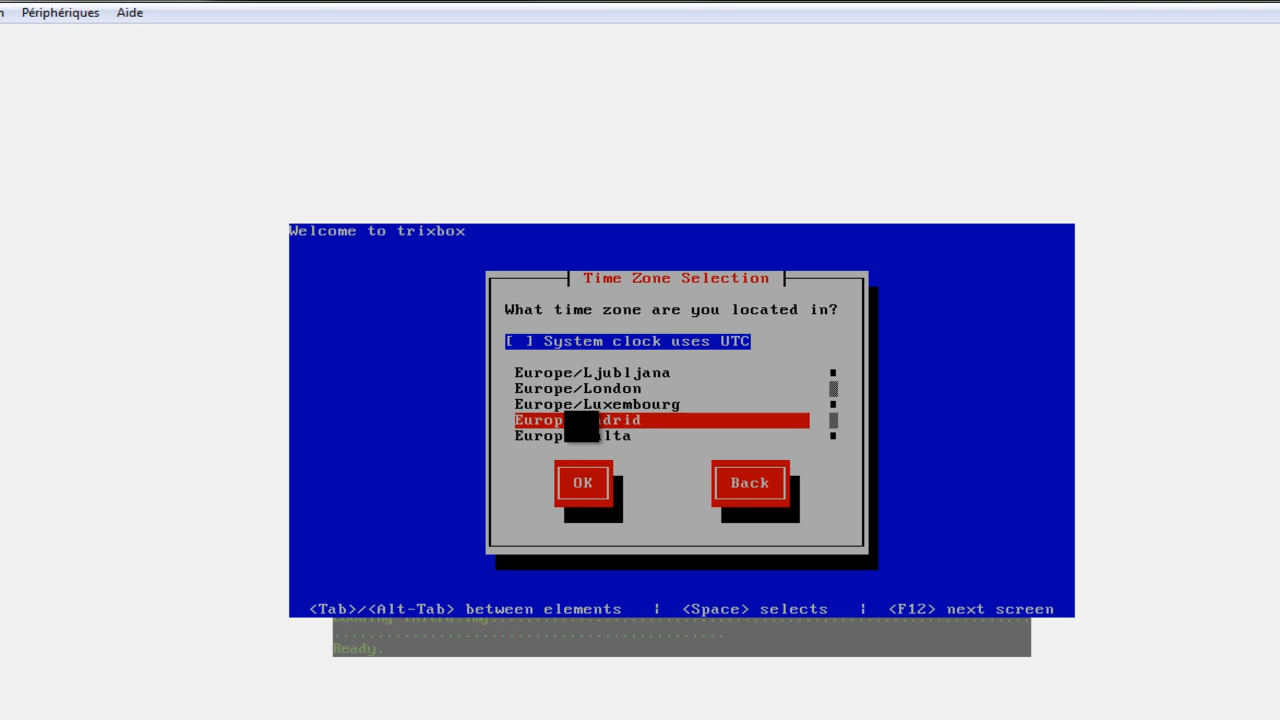 Périphériques Aide
Welcome to trixbox
Time Zone Selection
What time zone are you located in?
[ ] System clock uses UTC
Europe/Ljubljana
Europe/London
Europe/Luxembourg
OK Back
<Tab>/<Alt-Tab> between elements | <Space> selects | <F12> next screen
Ready.